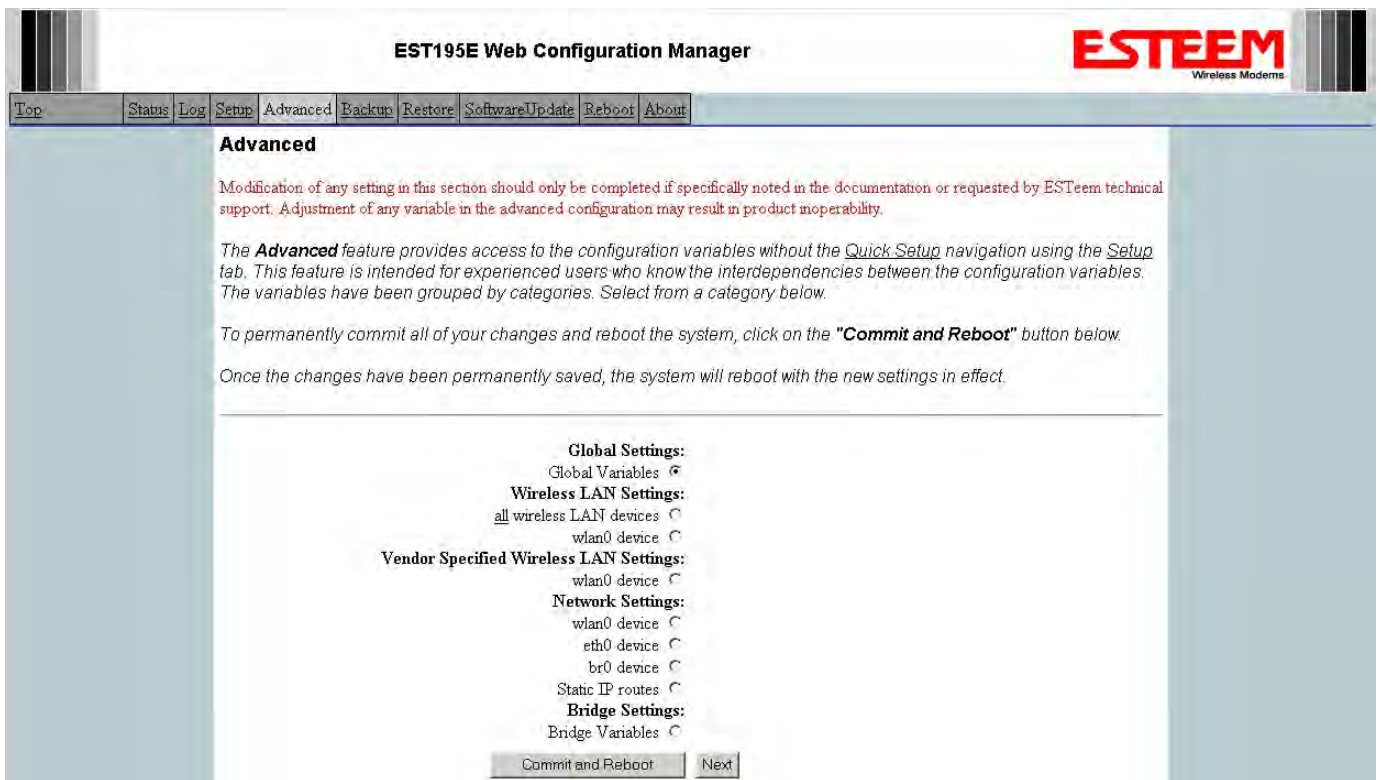 EST195E Web Configuration Manager
ESTEEM
Wireless Modems
Top Status Log Setup Advanced Backup Restore SoftwareUpdate Reboot About
Advanced
Modification of any setting in this section should only be completed if specifically noted in the documentation or requested by ESTeem technical
support. Adjustment of any variable in the advanced configuration may result in product inoperability.
The Advanced feature provides access to the configuration variables without the Quick Setup navigation using the Setup
tab. This feature is intended for experienced users who know the interdependencies between the configuration variables.
The variables have been grouped by categories. Select from a category below.
To permanently commit all of your changes and reboot the system, click on the "Commit and Reboot" button below.
Once the changes have been permanently saved, the system will reboot with the new settings in effect.
Global Settings:
Global Variables
Wireless LAN Settings:
all wireless LAN devices
wlan0 device
Vendor Specified Wireless LAN Settings:
wlan0 device
Network Settings:
wlan0 device
eth0 device
br0 device
Static IP routes
Bridge Settings:
Bridge Variables
Commit and Reboot Next